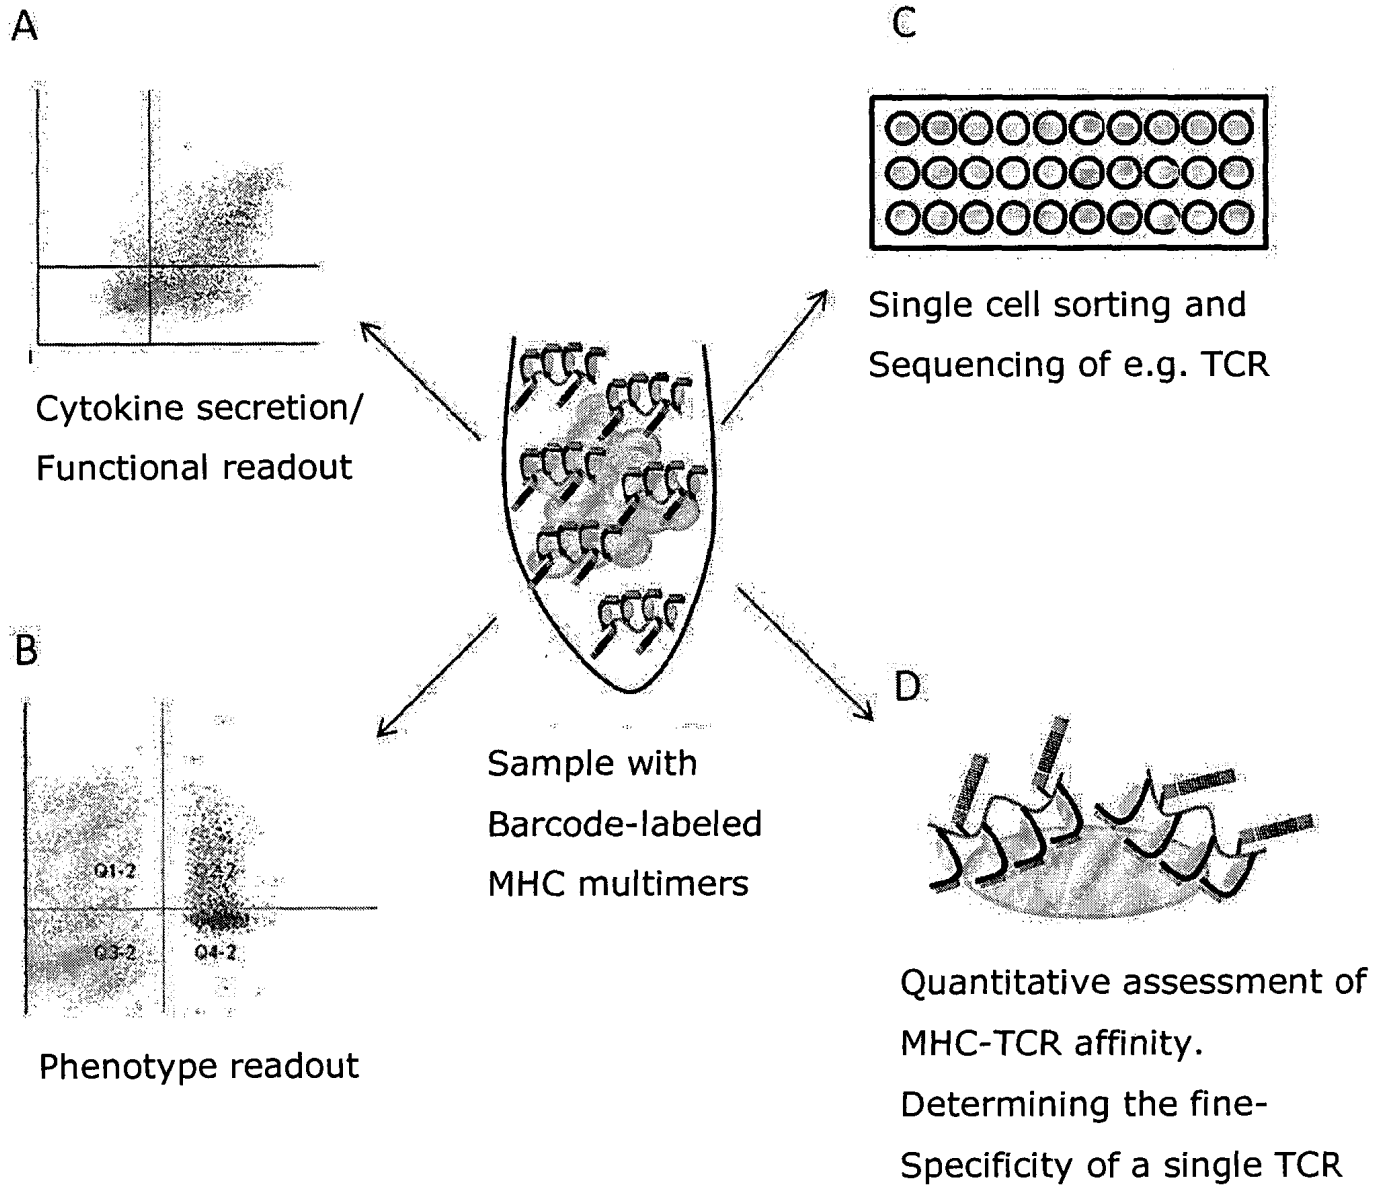 A
Cytokine secretion/
Functional readout
B
Q1-2
Q2-2
Q3-2
Q4-2
Phenotype readout
Sample with
Barcode-labeled
MHC multimers
C
Single cell sorting and
Sequencing of e.g. TCR
D
Quantitative assessment of
MHC-TCR affinity.
Determining the fine-
Specificity of a single TCR